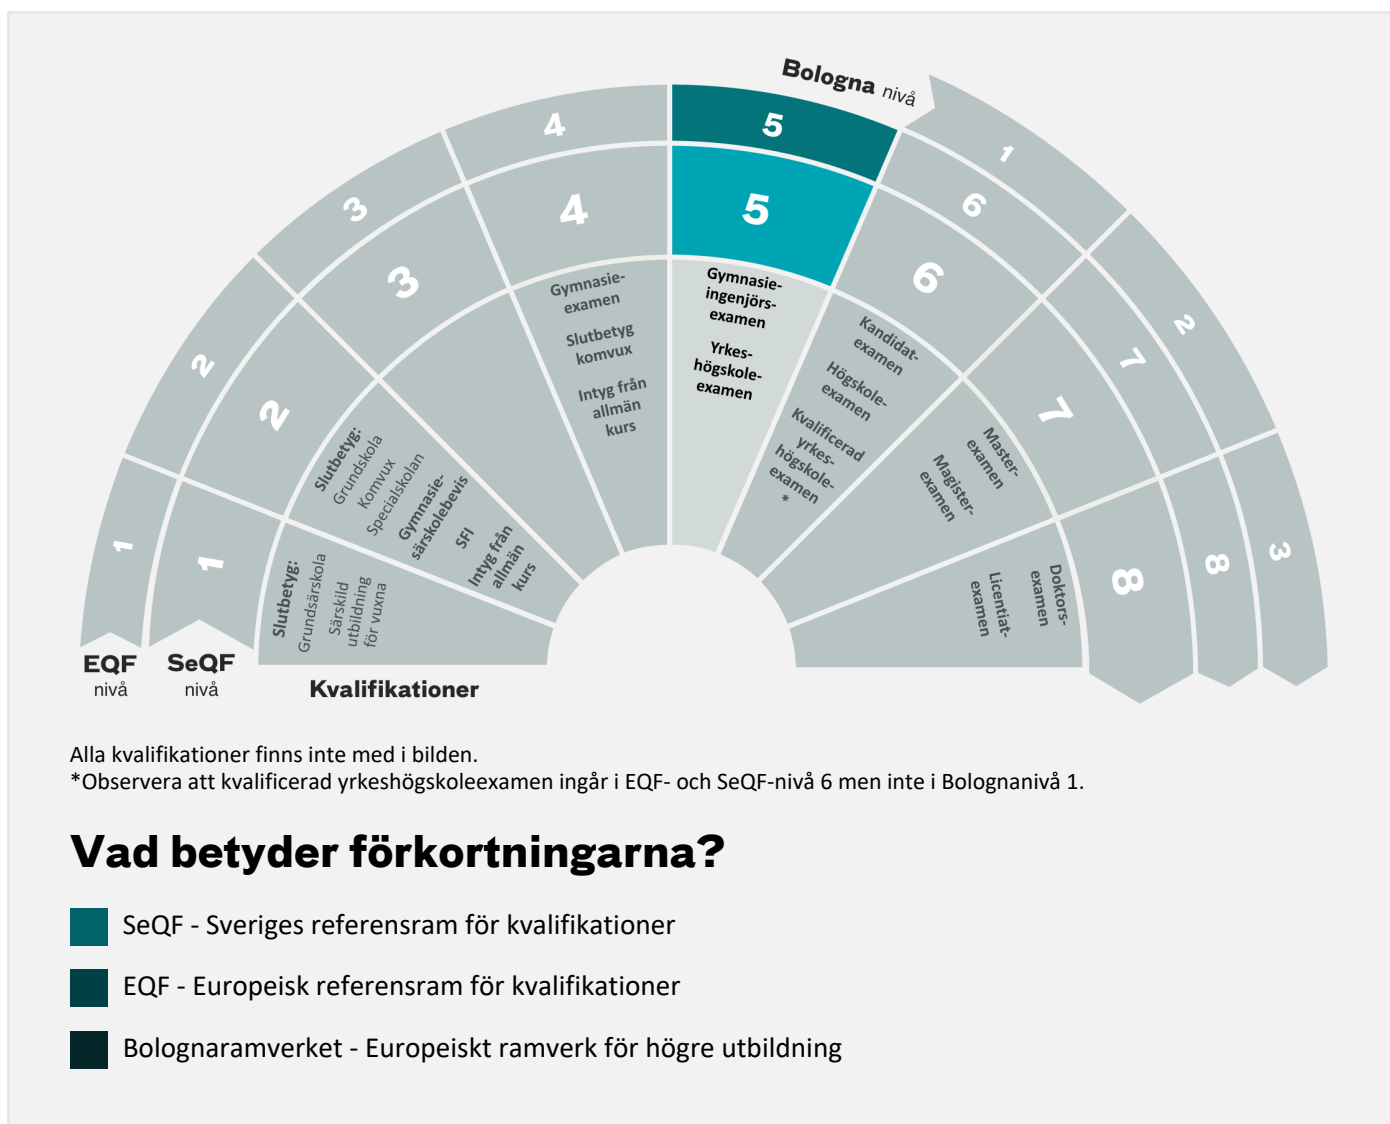 Bologna nivå
1
2
3
1
2
3
4
5
6
7
8
1
2
3
4
5
6
7
8
EQF
nivå
SeQF
nivå
Kvalifikationer
Slutbetyg:
Grundsärskola
Särskild
utbildning
för vuxna
Slutbetyg:
Grundskola
Komvux
Specialskolan
Gymnasie-
särskolebevis
SFI
Intyg från
allmän
kurs
Gymnasie-
examen
Slutbetyg
komvux
Intyg från
allmän
kurs
Gymnasie-
ingenjörs-
examen
Yrkes-
högskole-
examen
Kandidat-
examen
Högskole-
examen
Kvalificerad
yrkes-
högskole-
examen
*
Master-
examen
Magister-
examen
Doktors-
examen
Licentiat-
examen
Alla kvalifikationer finns inte med i bilden.
*Observera att kvalificerad yrkeshögskoleexamen ingår i EQF- och SeQF-nivå 6 men inte i Bolognanivå 1.
Vad betyder förkortningarna?
SeQF - Sveriges referensram för kvalifikationer
EQF - Europeisk referensram för kvalifikationer
Bolognaramverket - Europeiskt ramverk för högre utbildning